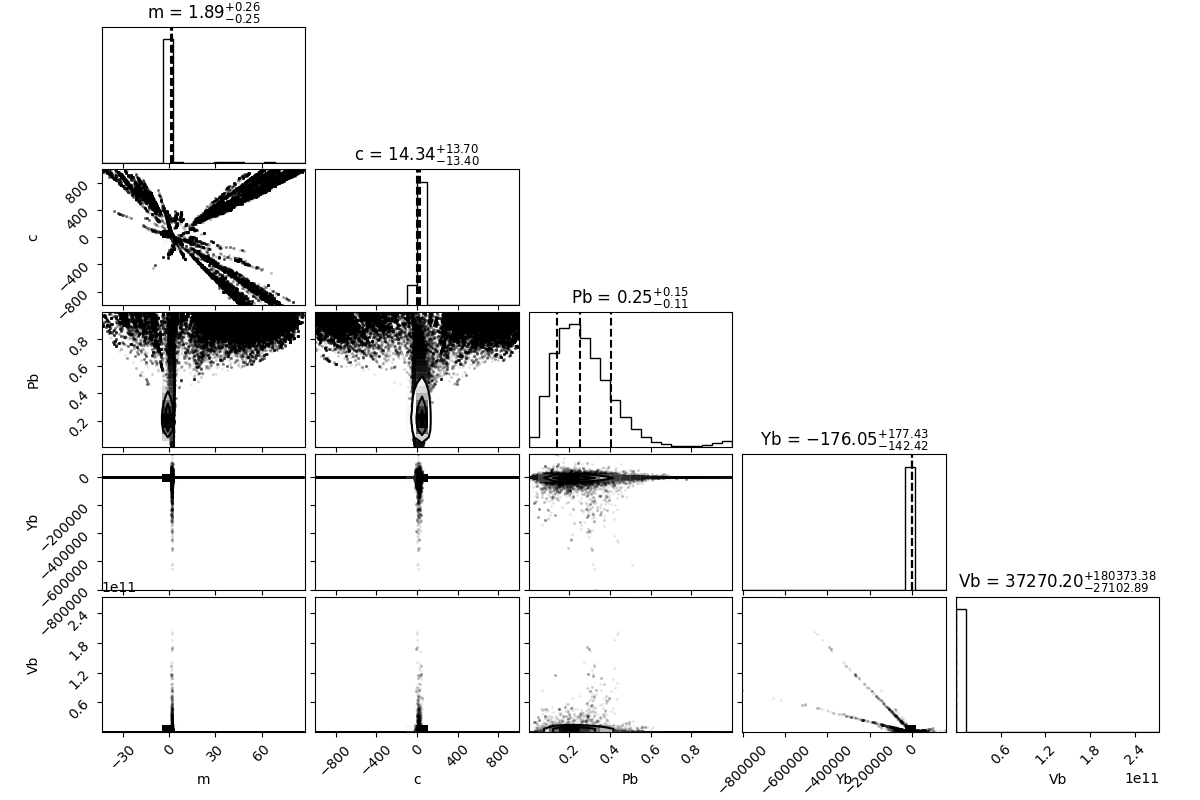 m = 1.89+0.26−0.25
c = 14.34+13.70−13.40
800
400
0
−400
−800
c
Pb = 0.25+0.15−0.11
0.8
0.6
0.4
0.2
Pb
Yb = −176.05+177.43−142.42
0
−200000
−400000
−600000
−800000
Yb
Vb = 37270.20+180373.38−27102.89
1e11
2.4
1.8
1.2
0.6
Vb
−30 0 30 60
m
−800 −400 0 400 800
c
0.2 0.4 0.6 0.8
Pb
−800000 −600000 −400000 −200000 0
Yb
0.6 1.2 1.8 2.4
1e11
Vb